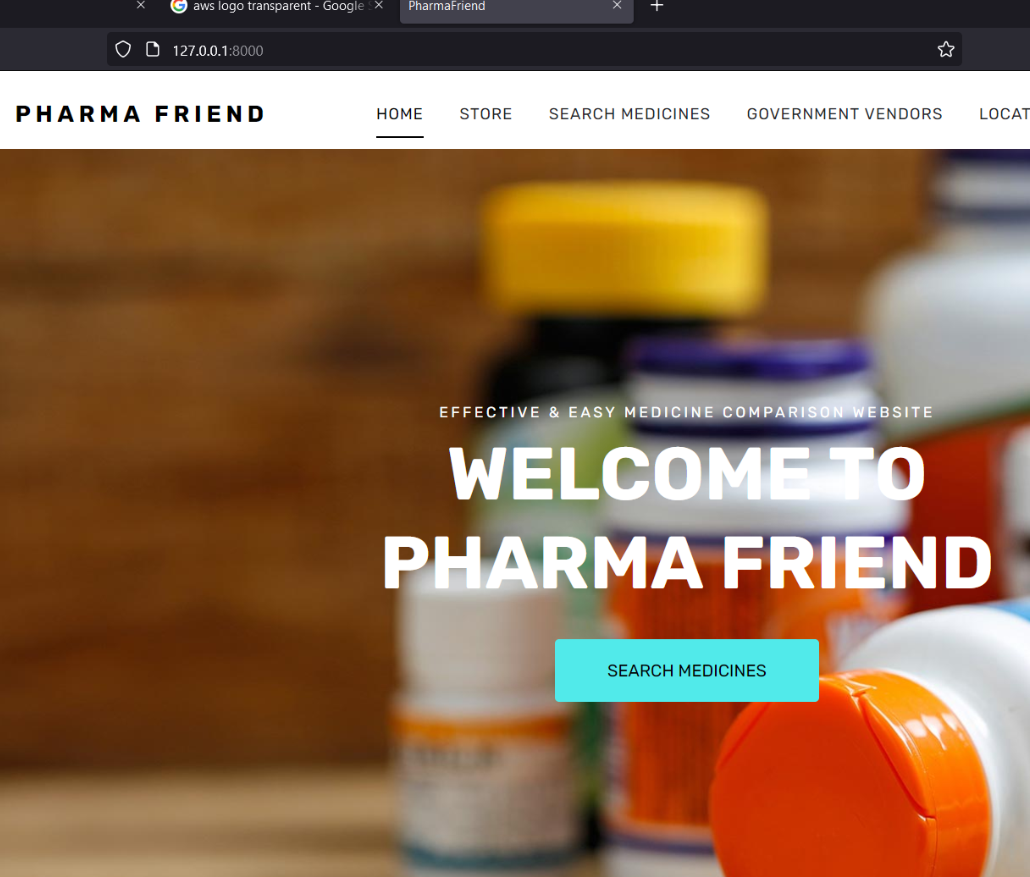 aws logo transparent - Google S
PharmaFriend
127.0.0.1:8000
PHARMA FRIEND
HOME
STORE
SEARCH MEDICINES
GOVERNMENT VENDORS
LOCAT
EFFECTIVE & EASY MEDICINE COMPARISON WEBSITE
WELCOME TO
PHARMA FRIEND
SEARCH MEDICINES